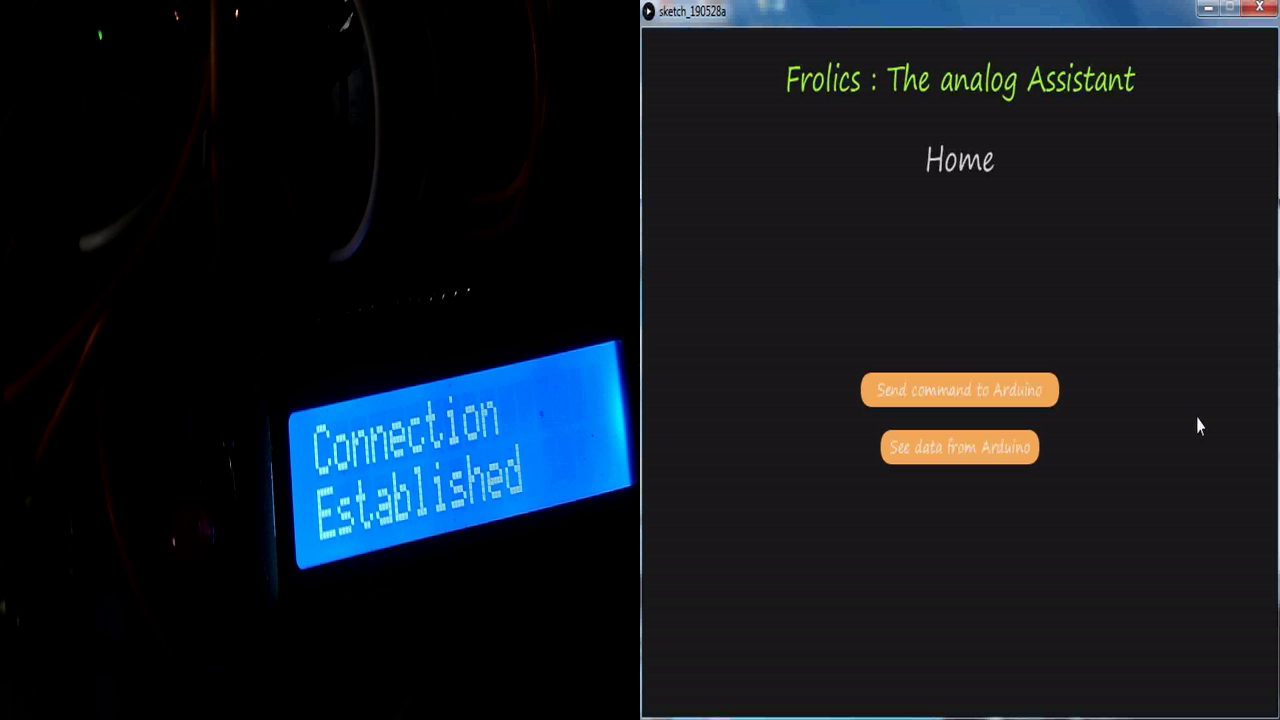 Connection
Established
sketch_190528a
Frolics : The analog Assistant
Home
Send command to Arduino
See data from Arduino